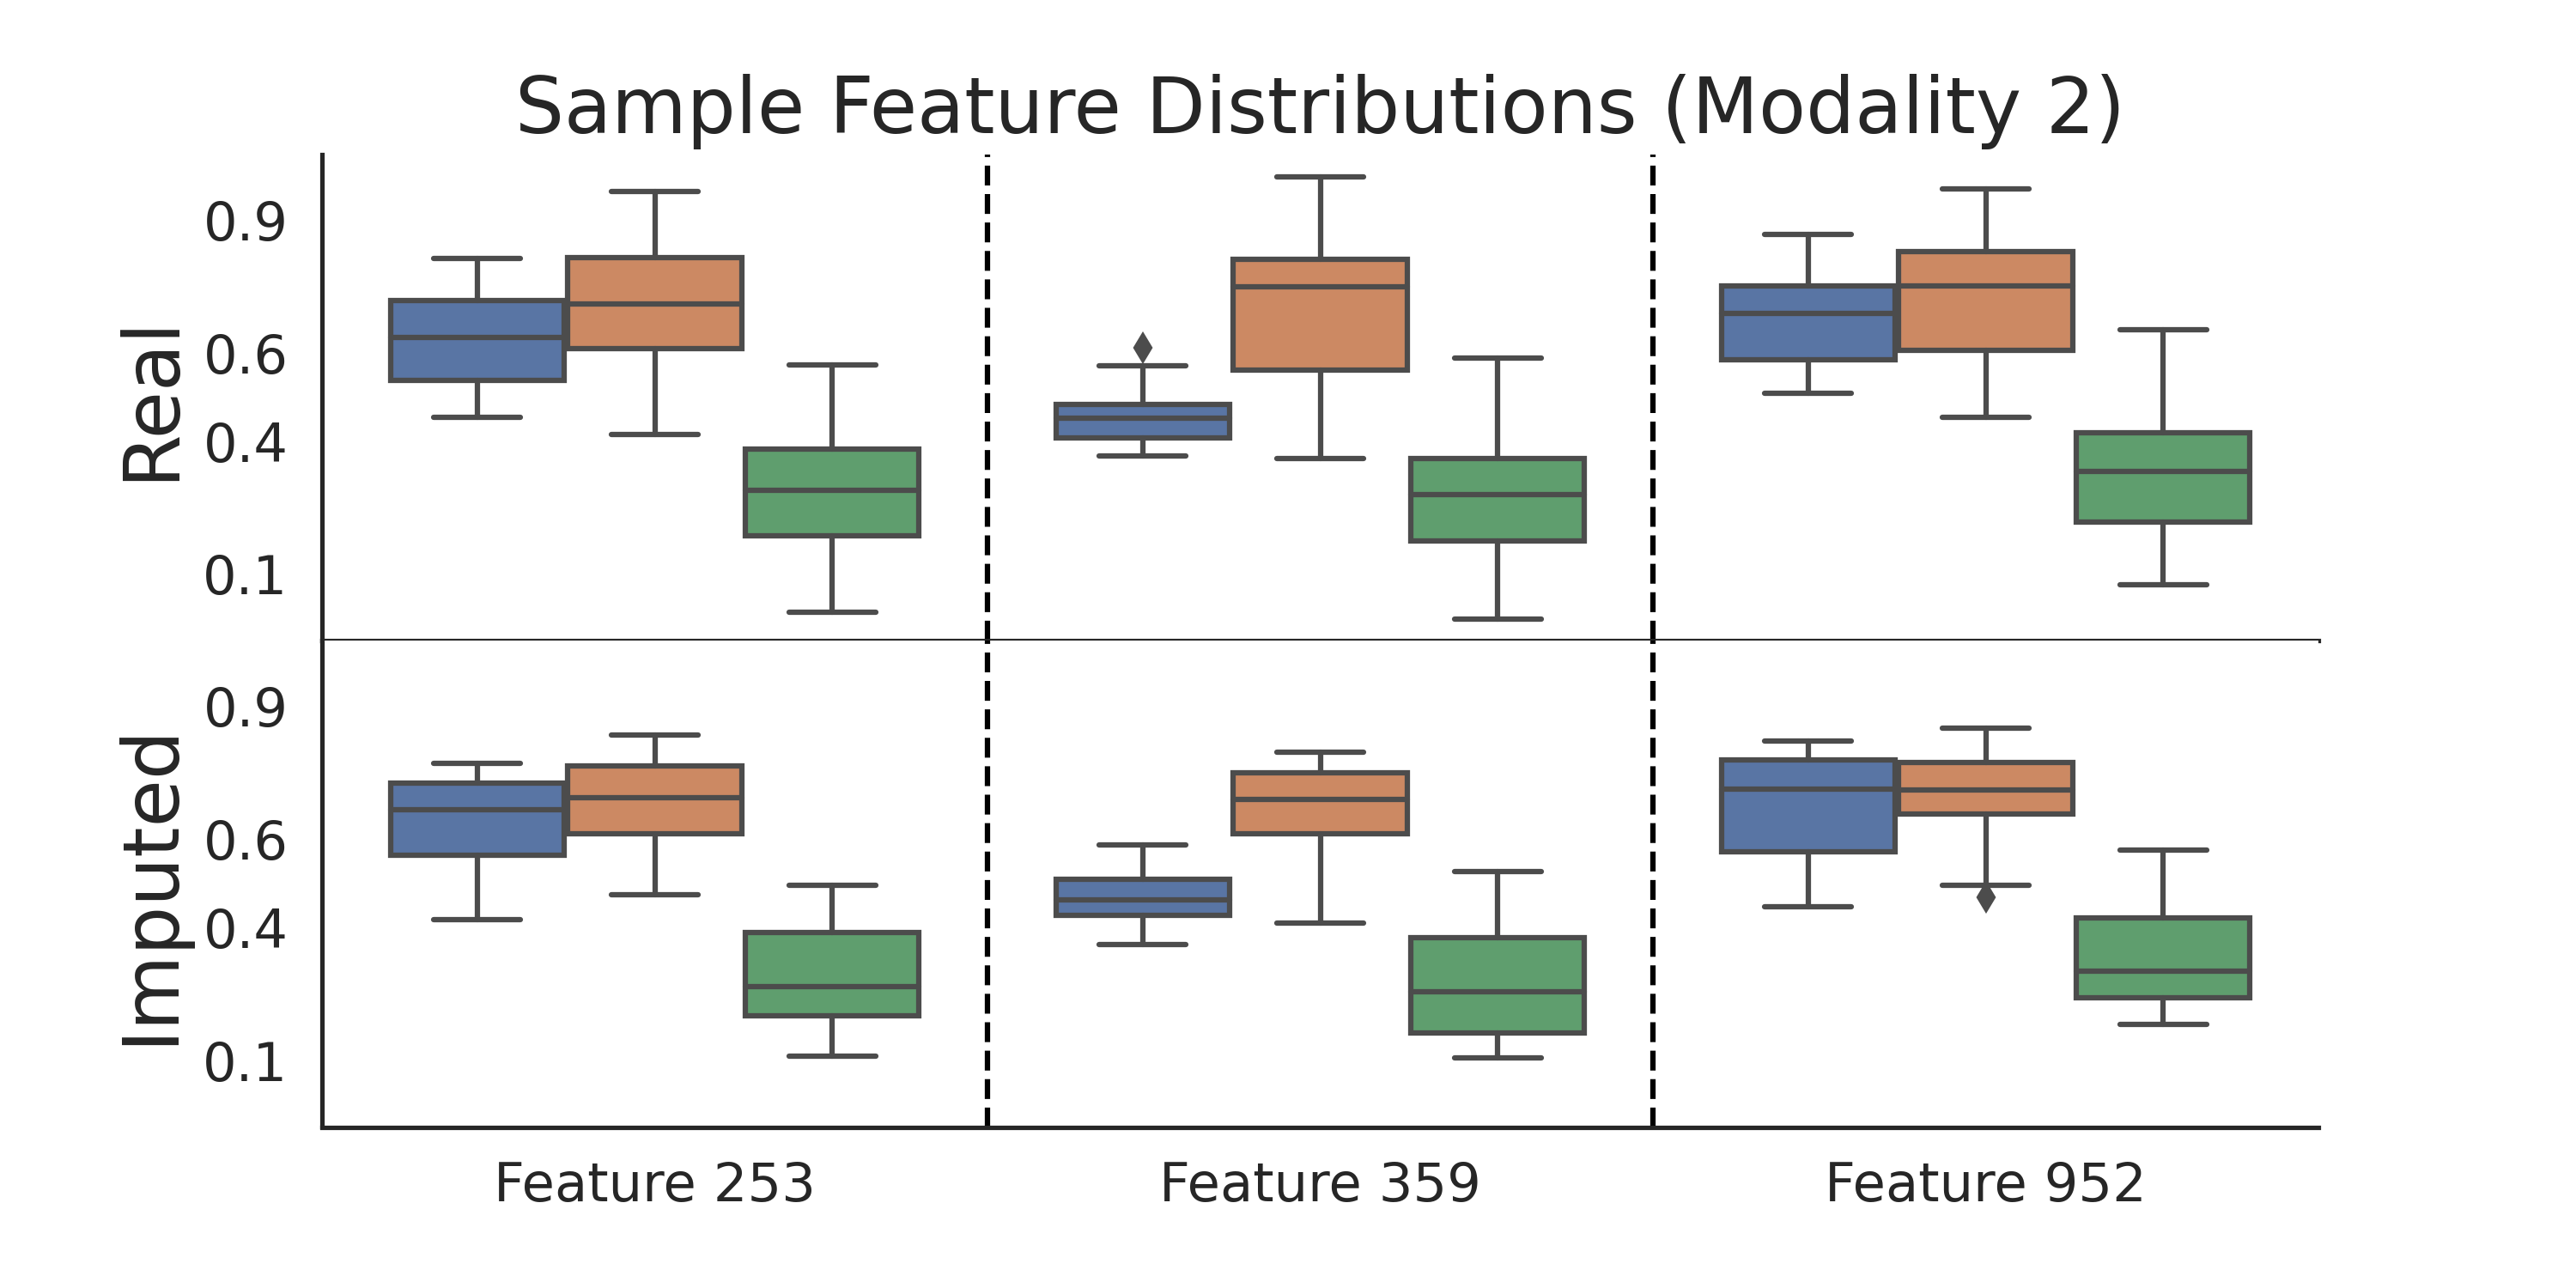 Sample Feature Distributions (Modality 2)
Real
0.9
0.6
0.4
0.1
Imputed
0.9
0.6
0.4
0.1
Feature 253
Feature 359
Feature 952